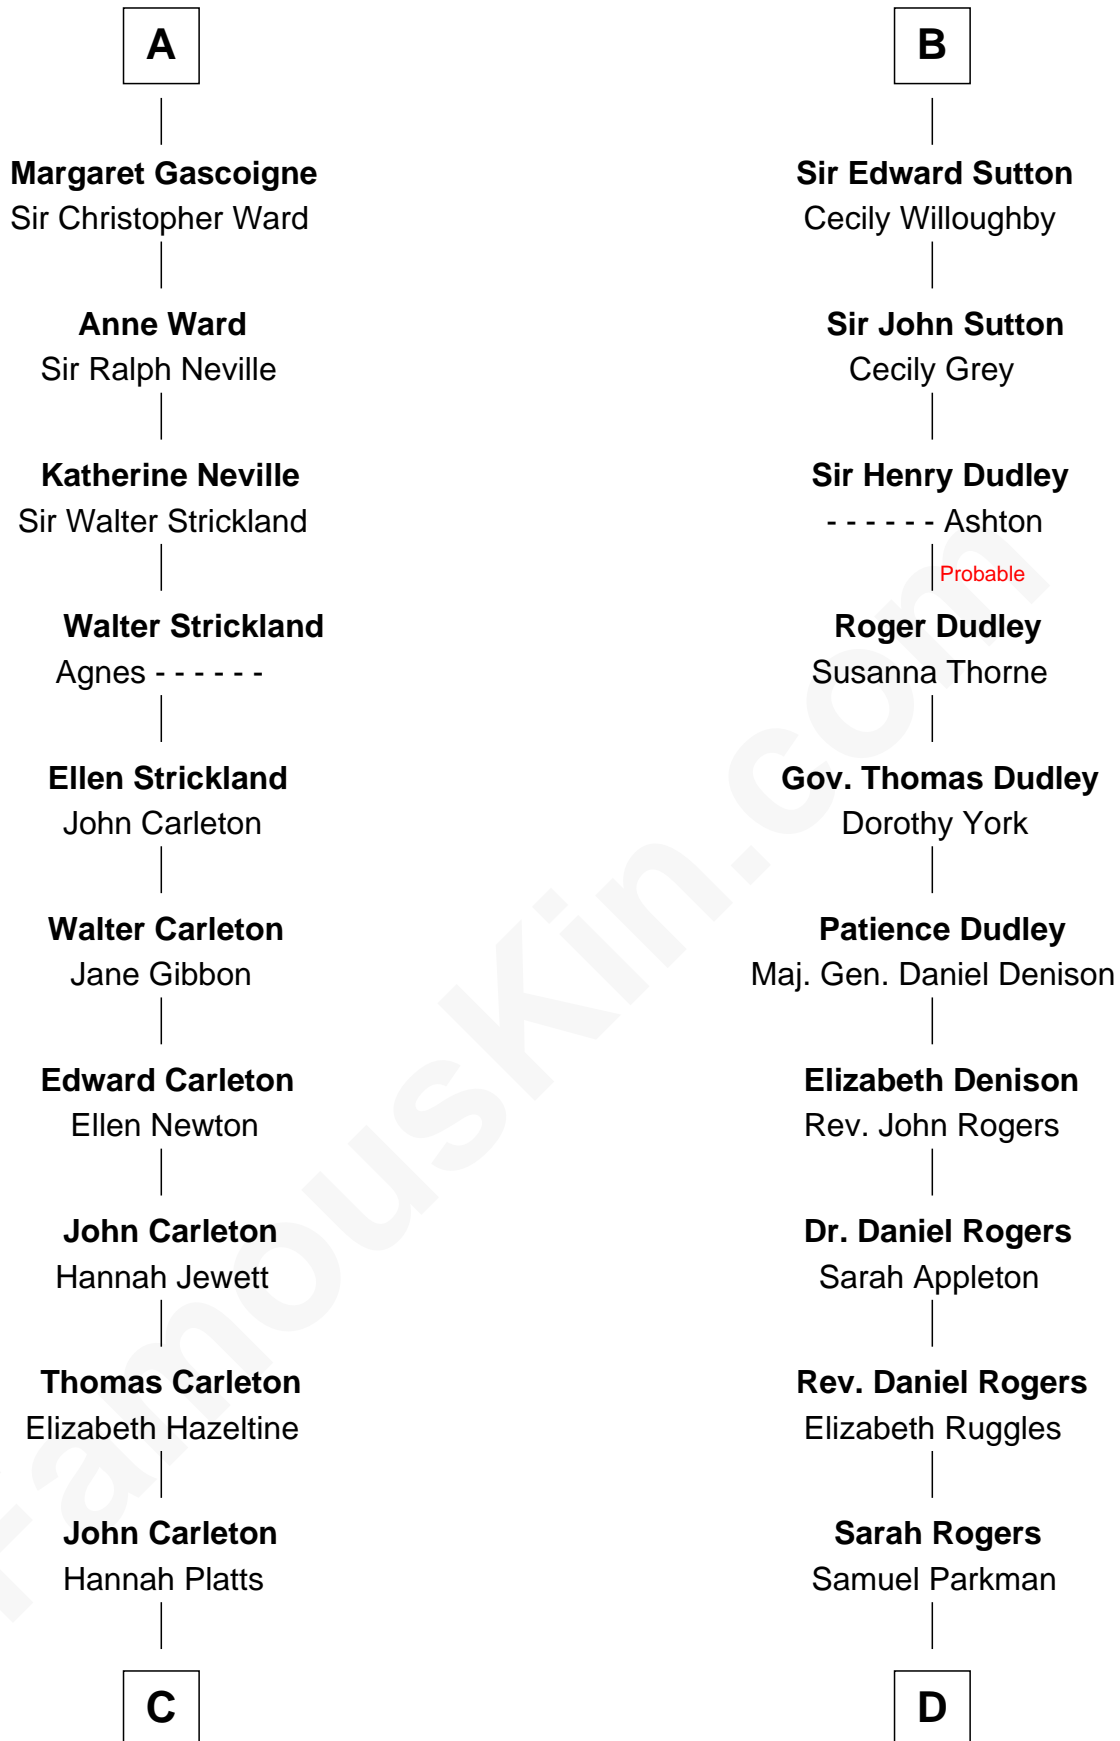 A
Margaret Gascoigne
Sir Christopher Ward
Anne Ward
Sir Ralph Neville
Katherine Neville
Sir Walter Strickland
Walter Strickland
Agnes - - - - - -
Ellen Strickland
John Carleton
Walter Carleton
Jane Gibbon
Edward Carleton
Ellen Newton
John Carleton
Hannah Jewett
Thomas Carleton
Elizabeth Hazeltine
John Carleton
Hannah Platts
C
B
Sir Edward Sutton
Cecily Willoughby
Sir John Sutton
Cecily Grey
Sir Henry Dudley
- - - - - - Ashton
Probable
Roger Dudley
Susanna Thorne
Gov. Thomas Dudley
Dorothy York
Patience Dudley
Maj. Gen. Daniel Denison
Elizabeth Denison
Rev. John Rogers
Dr. Daniel Rogers
Sarah Appleton
Rev. Daniel Rogers
Elizabeth Ruggles
Sarah Rogers
Samuel Parkman
D
FamousKin.com